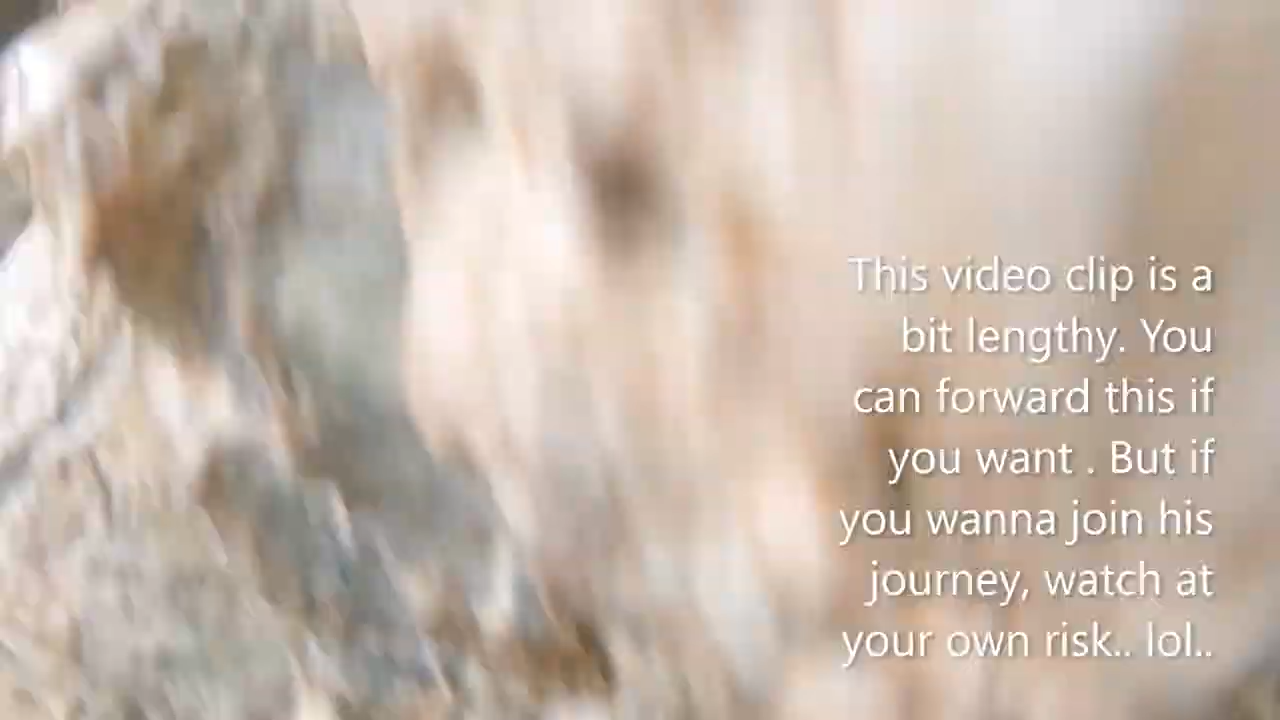 This video clip is a
bit lengthy. You
can forward this if
you want . But if
you wanna join his
journey, watch at
your own risk.. lol..